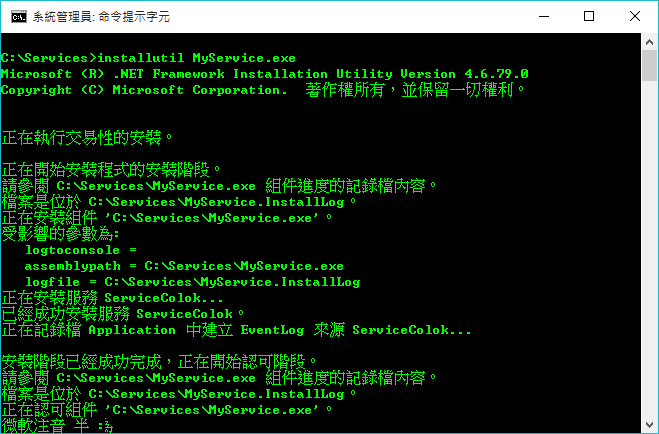 系統管理員: 命令提示字元
C:\Services>installutil MyService.exe
Microsoft (R) .NET Framework Installation Utility Version 4.6.79.0
Copyright (C) Microsoft Corporation.  著作權所有，並保留一切權利。
正在執行交易性的安裝。
正在開始安裝程式的安裝階段。
請參閱 C:\Services\MyService.exe 組件進度的記錄檔內容。
檔案是位於 C:\Services\MyService.InstallLog。
正在安裝組件 'C:\Services\MyService.exe'。
受影響的參數為:
logtoconsole =
assemblypath = C:\Services\MyService.exe
logfile = C:\Services\MyService.InstallLog
正在安裝服務 ServiceColok...
已經成功安裝服務 ServiceColok。
正在記錄檔 Application 中建立 EventLog 來源 ServiceColok...
安裝階段已經成功完成，正在開始認可階段。
請參閱 C:\Services\MyService.exe 組件進度的記錄檔內容。
檔案是位於 C:\Services\MyService.InstallLog。
正在認可組件 'C:\Services\MyService.exe'。
微軟注音 半 :